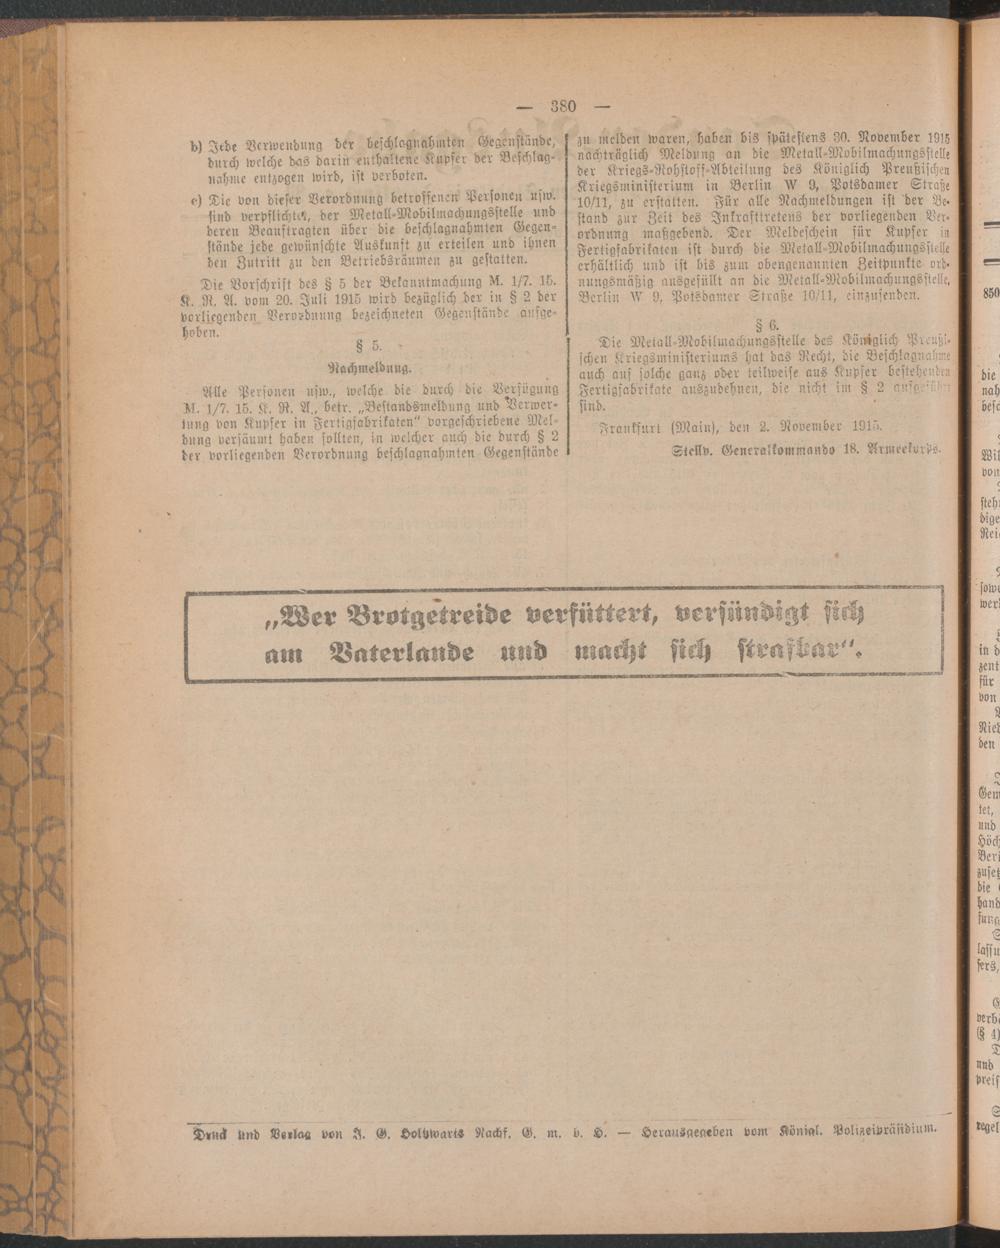 — 380 —
b) Jede Verwendung der beschlagnahmten Gegenstände,
durch welche das darin enthaltene Kupfer der Beschlag-
nahme entzogen wird, ist verboten.
c) Die von dieser Verordnung betroffenen Personen usw.
sind verpflichtet, der Metall-Mobilmachungsstelle und
deren Beauftragten über die beschlagnahmten Gegen-
stände jede gewünschte Auskunft zu erteilen und ihnen
den Zutritt zu den Betriebsräumen zu gestatten.
Die Vorschrift des § 5 der Bekanntmachung M. 1/7. 15.
K. R. A. vom 20. Juli 1915 wird bezüglich der in § 2 der
vorliegenden Verordnung bezeichneten Gegenstände aufge-
hoben.
§ 5.
Nachmeldung.
Alle Personen usw., welche die durch die Verfügung
M. 1/7. 15. K. R. A., betr. „Bestandsmeldung und Verwer-
tung von Kupfer in Fertigfabrikaten“ vorgeschriebene Mel-
dung versäumt haben sollten, in welcher auch die durch § 2
der vorliegenden Verordnung beschlagnahmten Gegenstände
zu melden waren, haben bis spätestens 30. November 1915
nachträglich Meldung an die Metall-Mobilmachungsstelle
der Kriegs-Rohstoff-Abteilung des Königlich Preußischen
Kriegsministerium in Berlin W 9, Potsdamer Straße
10/11, zu erstatten. Für alle Nachmeldungen ist der Be-
stand zur Zeit des Inkrafttretens der vorliegenden Ver-
ordnung maßgebend. Der Meldeschein für Kupfer in
Fertigfabrikaten ist durch die Metall-Mobilmachungsstelle
erhältlich und ist bis zum obengenannten Zeitpunkte ord-
nungsmäßig ausgefüllt an die Metall-Mobilmachungsstelle,
Berlin W 9, Potsdamer Straße 10/11, einzusenden.
§ 6.
Die Metall-Mobilmachungsstelle des Königlich Preußi-
schen Kriegsministeriums hat das Recht, die Beschlagnahme
auch auf solche ganz oder teilweise aus Kupfer bestehenden
Fertigfabrikate auszudehnen, die nicht im § 2 aufgeführt
sind.
Frankfurt (Main), den 2. November 1915.
Stellv. Generalkommando 18. Armeekorps.
„Wer Brotgetreide verfüttert, versündigt sich
am Vaterlande und macht sich strafbar“.
Druck und Verlag von J. G. Holtzwarts Nachf. G. m. b. H. — Herausgegeben vom Königl. Polizeipräsidium.
850
die
nah
von
dige
in d
für
von
den
und
die
(§ 4)
und